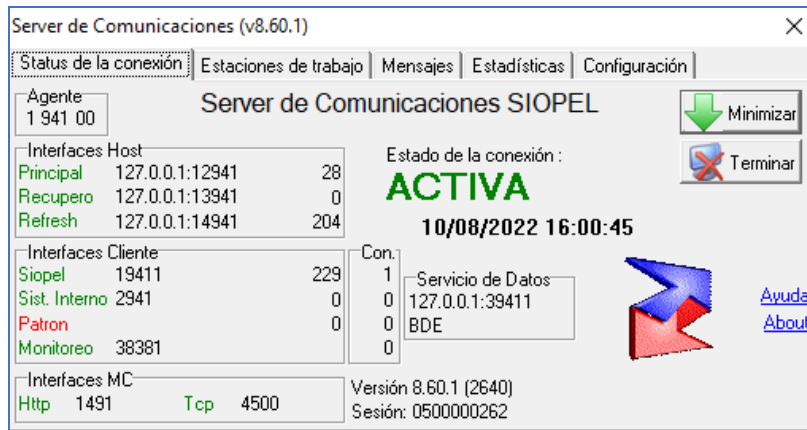 Server de Comunicaciones (v8.60.1)
Status de la conexión Estaciones de trabajo Mensajes Estadísticas Configuración
Agente
1 941 00
Server de Comunicaciones SIOPEL
Minimizar
Terminar
Interfaces Host
Principal 127.0.0.1:12941 28
Recupero 127.0.0.1:13941 0
Refresh 127.0.0.1:14941 204
Estado de la conexión :
ACTIVA
10/08/2022 16:00:45
Interfaces Cliente Con.
Siopel 19411 229 1
Sist. Interno 2941 0 0
Patron 0 0
Monitoreo 38381 0
Servicio de Datos
127.0.0.1:39411
BDE
Ayuda
About
Interfaces MC
Http 1491 Tcp 4500
Versión 8.60.1 (2640)
Sesión: 0500000262